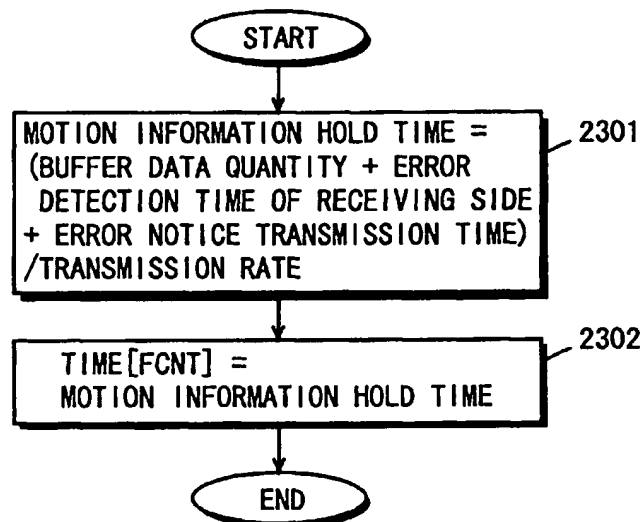 START
MOTION INFORMATION HOLD TIME =
(BUFFER DATA QUANTITY + ERROR
DETECTION TIME OF RECEIVING SIDE
+ ERROR NOTICE TRANSMISSION TIME)
/TRANSMISSION RATE
2301
TIME[FCNT] =
MOTION INFORMATION HOLD TIME
2302
END